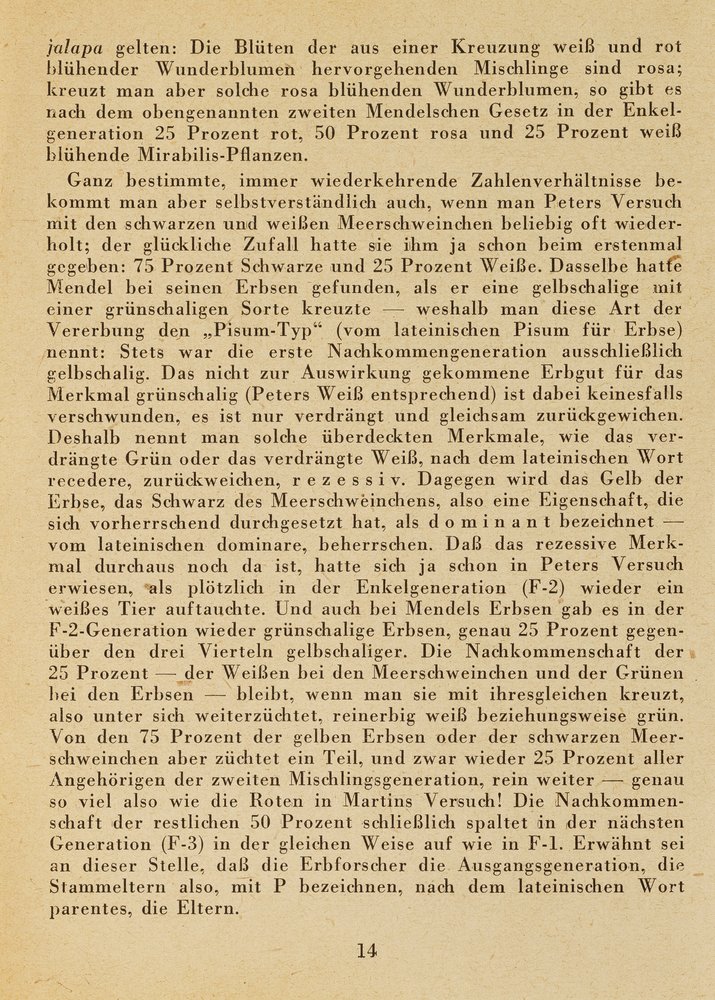 jalapa gelten: Die Blüten der aus einer Kreuzung weiß und rot
blühender Wunderblumen hervorgehenden Mischlinge sind rosa;
kreuzt man aber solche rosa blühenden Wunderblumen, so gibt es
nach dem obengenannten zweiten Mendelschen Gesetz in der Enkel-
generation 25 Prozent rot, 50 Prozent rosa und 25 Prozent weiß
blühende Mirabilis-Pflanzen.
Ganz bestimmte, immer wiederkehrende Zahlenverhältnisse be-
kommt man aber selbstverständlich auch, wenn man Peters Versuch
mit den schwarzen und weißen Meerschweinchen beliebig oft wieder-
holt; der glückliche Zufall hatte sie ihm ja schon beim erstenmal
gegeben: 75 Prozent Schwarze und 25 Prozent Weiße. Dasselbe hatte
Mendel bei seinen Erbsen gefunden, als er eine gelbschalige mit
einer grünschaligen Sorte kreuzte — weshalb man diese Art der
Vererbung den „Pisum-Typ“ (vom lateinischen Pisum für Erbse)
nennt: Stets war die erste Nachkommengeneration ausschließlich
gelbschalig. Das nicht zur Auswirkung gekommene Erbgut für das
Merkmal grünschalig (Peters Weiß entsprechend) ist dabei keinesfalls
verschwunden, es ist nur verdrängt und gleichsam zurückgewichen.
Deshalb nennt man solche überdeckten Merkmale, wie das ver-
drängte Grün oder das verdrängte Weiß, nach dem lateinischen Wort
recedere, zurückweichen, r e z e s s i v. Dagegen wird das Gelb der
Erbse, das Schwarz des Meerschweinchens, also eine Eigenschaft, die
sich vorherrschend durchgesetzt hat, als d o m i n a n t bezeichnet —
vom lateinischen dominare, beherrschen. Daß das rezessive Merk-
mal durchaus noch da ist, hatte sich ja schon in Peters Versuch
erwiesen, als plötzlich in der Enkelgeneration (F-2) wieder ein
weißes Tier auftauchte. Und auch bei Mendels Erbsen gab es in der
F-2-Generation wieder grünschalige Erbsen, genau 25 Prozent gegen-
über den drei Vierteln gelbschaliger. Die Nachkommenschaft der
25 Prozent — der Weißen bei den Meerschweinchen und der Grünen
bei den Erbsen — bleibt, wenn man sie mit ihresgleichen kreuzt,
also unter sich weiterzüchtet, reinerbig weiß beziehungsweise grün.
Von den 75 Prozent der gelben Erbsen oder der schwarzen Meer-
schweinchen aber züchtet ein Teil, und zwar wieder 25 Prozent aller
Angehörigen der zweiten Mischlingsgeneration, rein weiter — genau
so viel also wie die Roten in Martins Versuch! Die Nachkommen-
schaft der restlichen 50 Prozent schließlich spaltet in der nächsten
Generation (F-3) in der gleichen Weise auf wie in F-1. Erwähnt sei
an dieser Stelle, daß die Erbforscher die Ausgangsgeneration, die
Stammeltern also, mit P bezeichnen, nach dem lateinischen Wort
parentes, die Eltern.
14